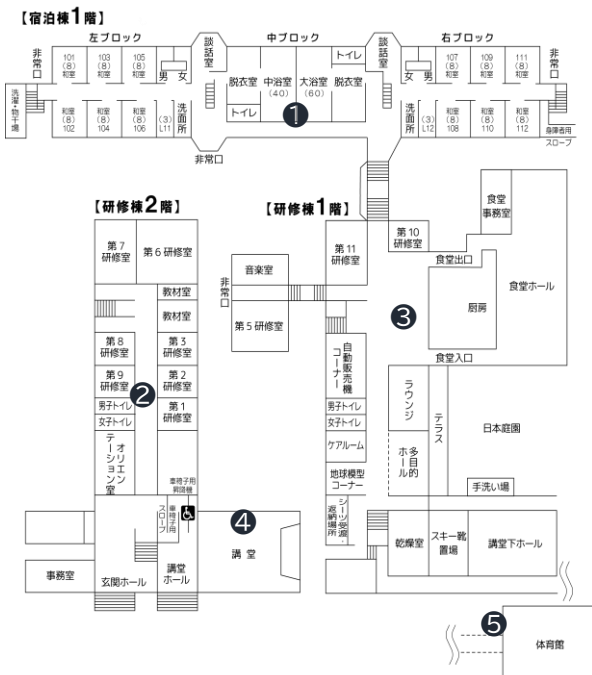 【宿泊棟1階】
左ブロック
中ブロック
右ブロック
非常口
101
(8)
和室
103
(8)
和室
105
(8)
和室
男
女
談話室
脱衣室
中浴室
(40)
大浴室
(60)
脱衣室
トイレ
談話室
女
男
107
(8)
和室
109
(8)
和室
111
(8)
和室
非常口
洗濯・物干場
和室
(8)
102
和室
(8)
104
和室
(8)
106
(3)
L11
洗面所
トイレ
1
洗面所
(3)
L12
和室
(8)
108
和室
(8)
110
和室
(8)
112
身障者用
スロープ
非常口
【研修棟2階】
【研修棟1階】
第7
研修室
第6研修室
教材室
教材室
第8
研修室
第3
研修室
第9
研修室
第2
研修室
2
男子トイレ
女子トイレ
第1
研修室
オリエンテーション室
車椅子用
昇降機
車椅子用
スロープ
事務室
玄関ホール
講堂
ホール
4
講堂
音楽室
非常口
第5研修室
第11
研修室
第10
研修室
食堂
事務室
食堂出口
食堂ホール
厨房
3
食堂入口
自動販売機
コーナー
男子トイレ
女子トイレ
ケアルーム
地球模型
コーナー
シーツ受渡・
返納場所
ラウンジ
多目的
ホール
テラス
日本庭園
手洗い場
乾燥室
スキー靴
置場
講堂下ホール
5
体育館